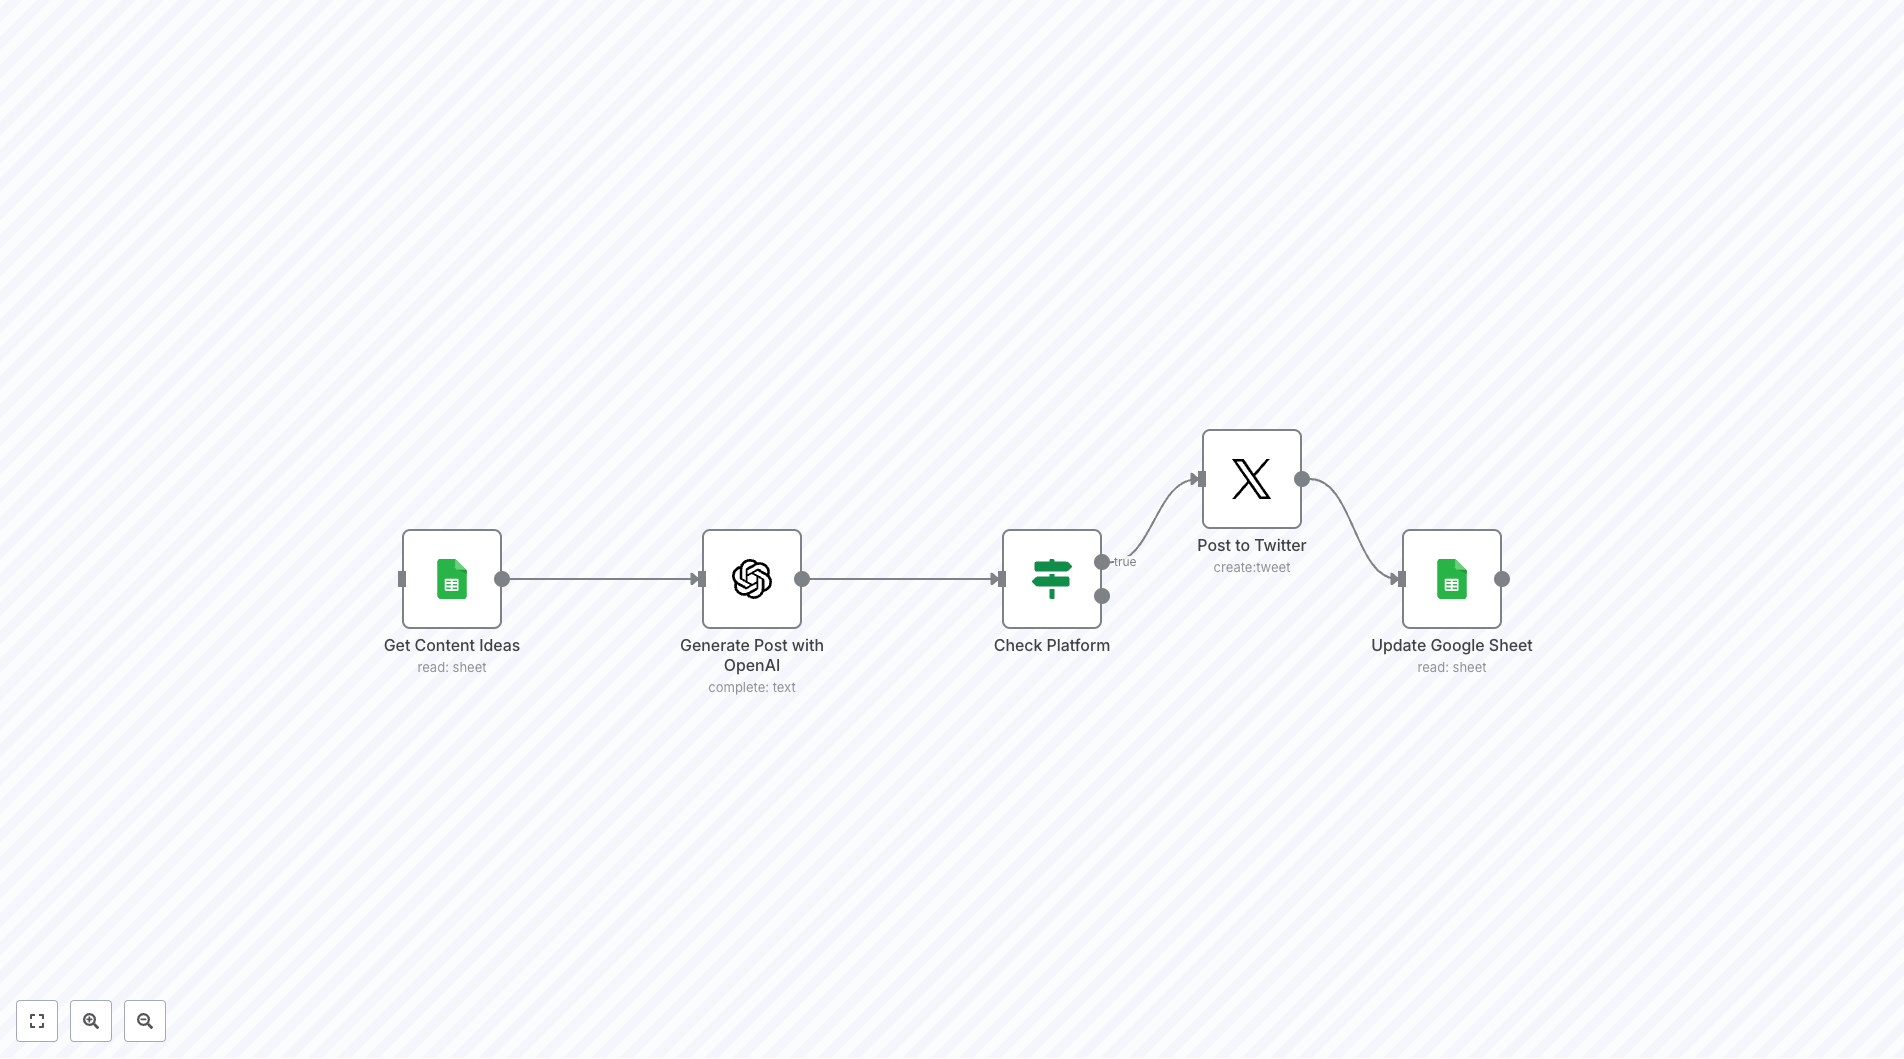 Get Content Ideas
read: sheet
Generate Post with
OpenAI
complete: text
Check Platform
true
Post to Twitter
create:tweet
Update Google Sheet
read: sheet